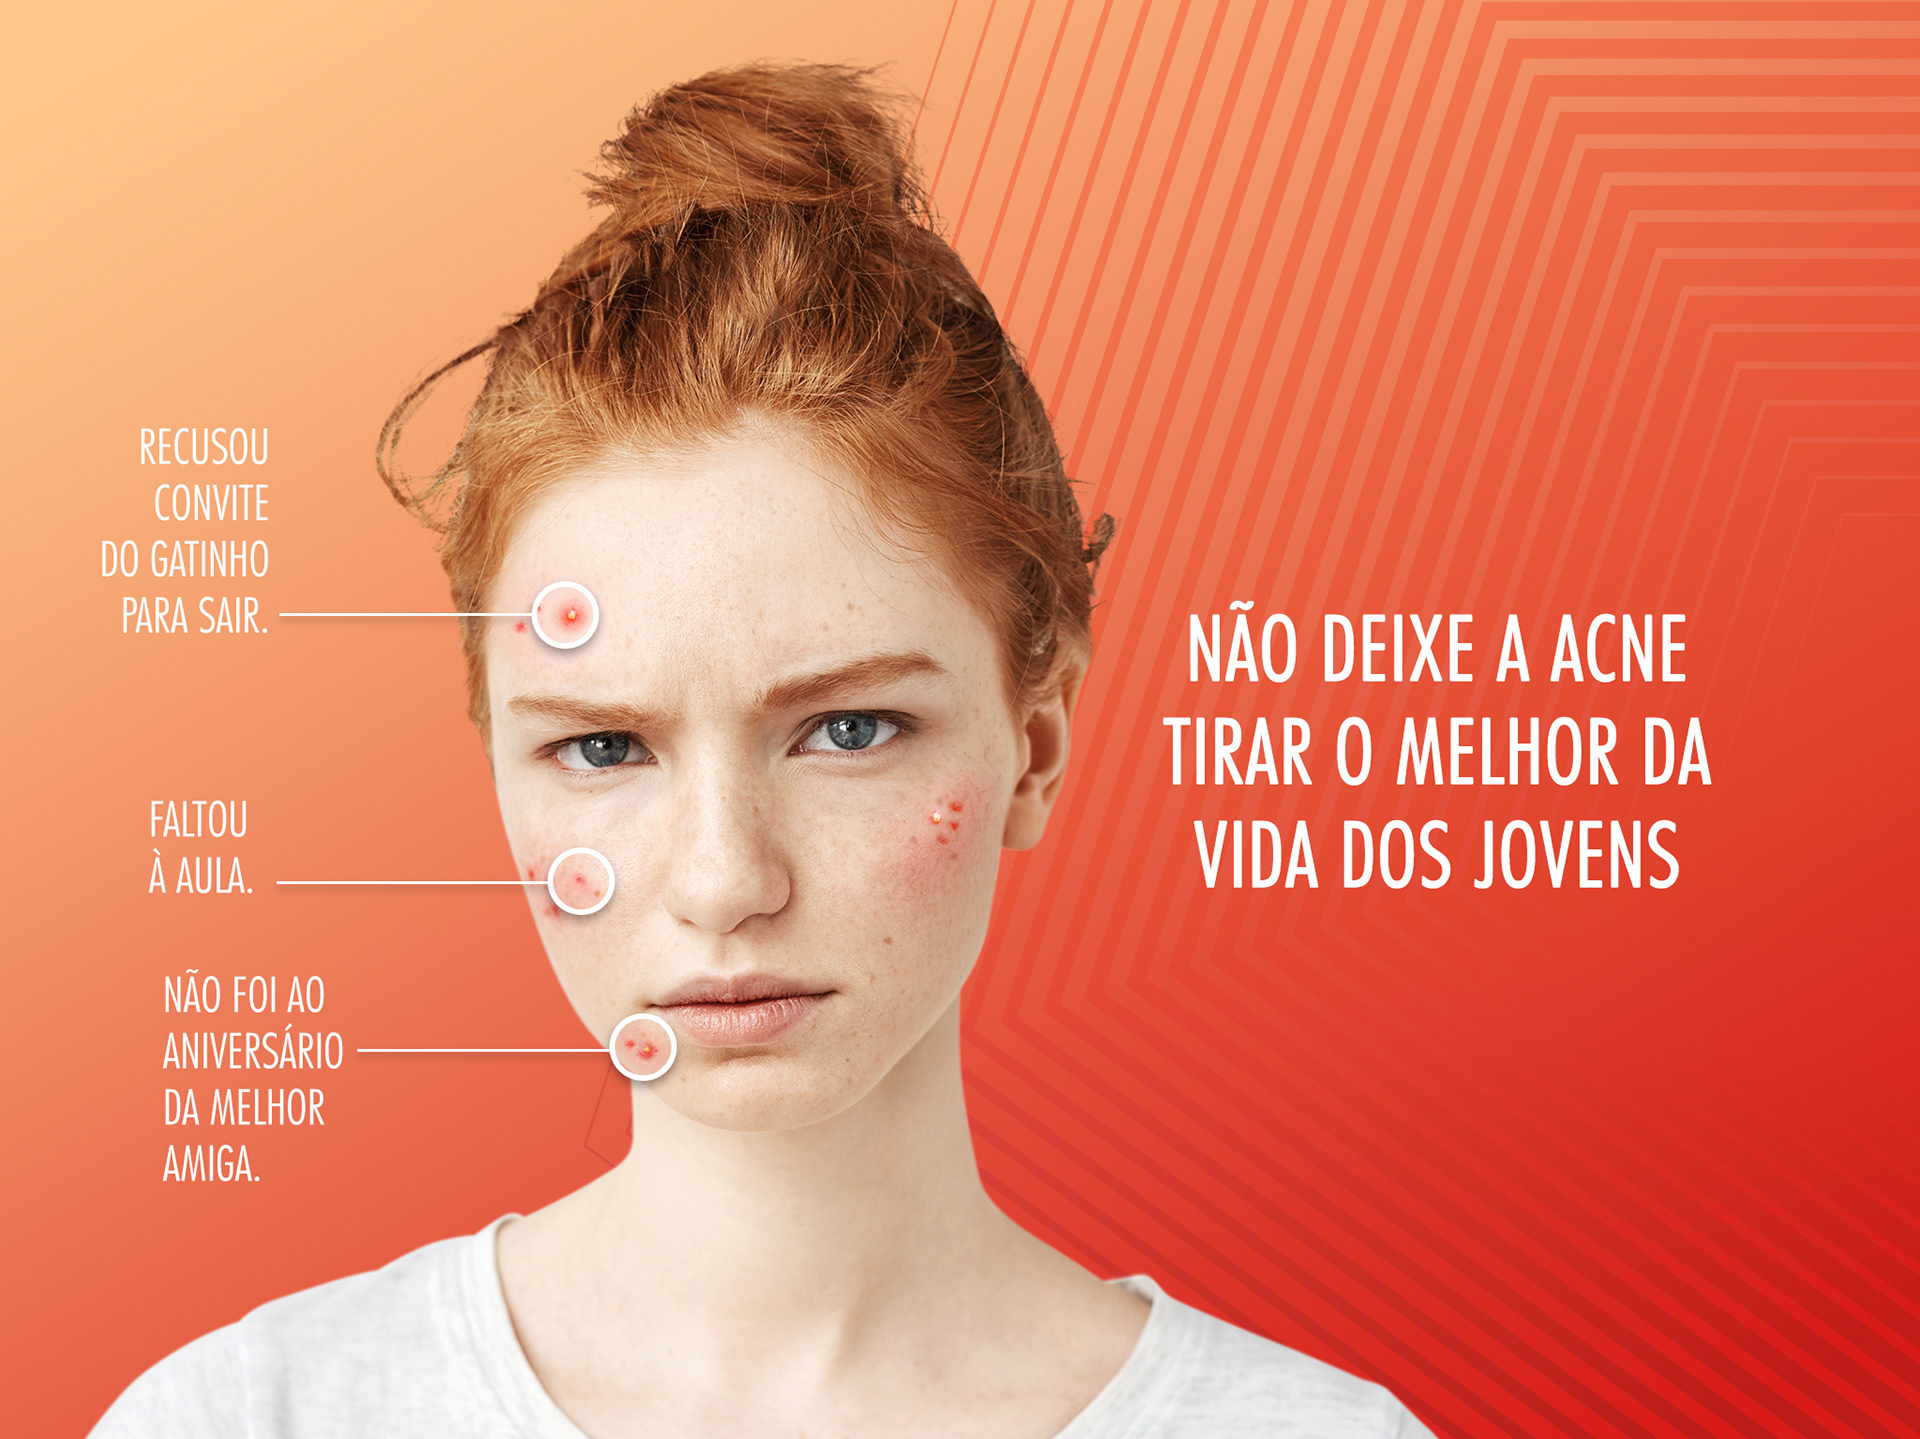 RECUSOU
CONVITE
DO GATINHO
PARA SAIR.
FALTOU
À AULA.
NÃO FOI AO
ANIVERSÁRIO
DA MELHOR
AMIGA.
NÃO DEIXE A ACNE
TIRAR O MELHOR DA
VIDA DOS JOVENS